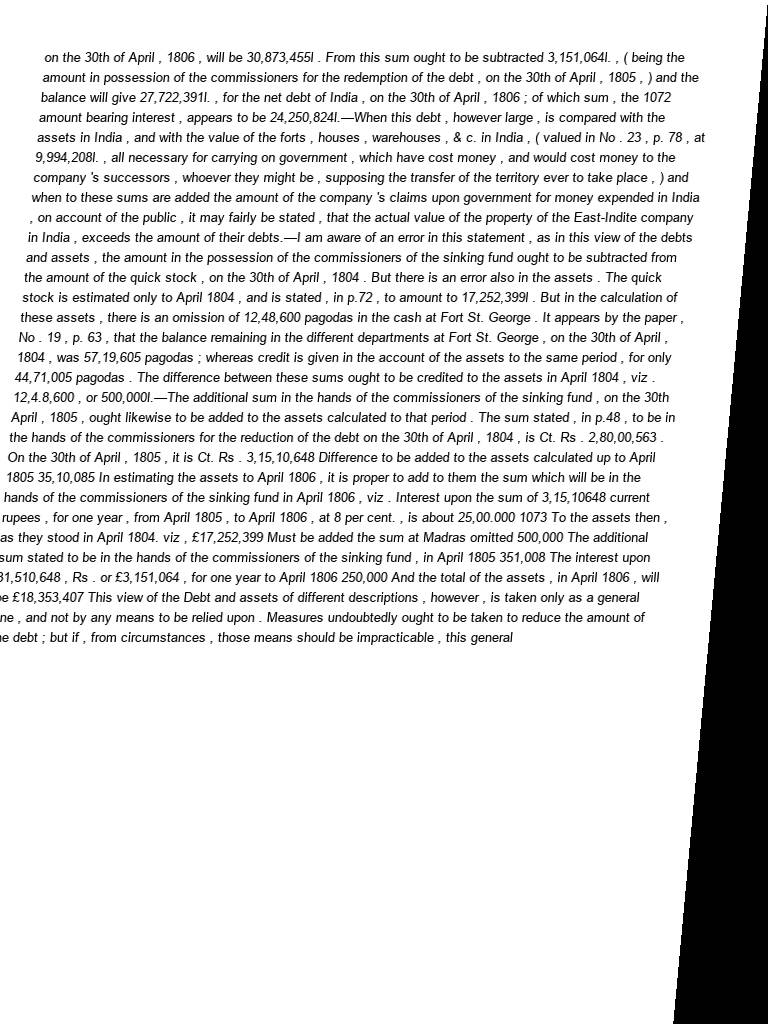 on the 30th of April , 1806 , will be 30,873,455l . From this sum ought to be subtracted 3,151,064l. , ( being the
amount in possession of the commissioners for the redemption of the debt , on the 30th of April , 1805 , ) and the
balance will give 27,722,391l. , for the net debt of India , on the 30th of April , 1806 ; of which sum , the 1072
amount bearing interest , appears to be 24,250,824l.—When this debt , however large , is compared with the
assets in India , and with the value of the forts , houses , warehouses , & c. in India , ( valued in No . 23 , p. 78 , at
9,994,208l. , all necessary for carrying on government , which have cost money , and would cost money to the
company 's successors , whoever they might be , supposing the transfer of the territory ever to take place , ) and
when to these sums are added the amount of the company 's claims upon government for money expended in India
, on account of the public , it may fairly be stated , that the actual value of the property of the East-Indite company
in India , exceeds the amount of their debts.—I am aware of an error in this statement , as in this view of the debts
and assets , the amount in the possession of the commissioners of the sinking fund ought to be subtracted from
the amount of the quick stock , on the 30th of April , 1804 . But there is an error also in the assets . The quick
stock is estimated only to April 1804 , and is stated , in p.72 , to amount to 17,252,399l . But in the calculation of
these assets , there is an omission of 12,48,600 pagodas in the cash at Fort St. George . It appears by the paper ,
No . 19 , p. 63 , that the balance remaining in the different departments at Fort St. George , on the 30th of April ,
1804 , was 57,19,605 pagodas ; whereas credit is given in the account of the assets to the same period , for only
44,71,005 pagodas . The difference between these sums ought to be credited to the assets in April 1804 , viz .
12,4.8,600 , or 500,000l.—The additional sum in the hands of the commissioners of the sinking fund , on the 30th
April , 1805 , ought likewise to be added to the assets calculated to that period . The sum stated , in p.48 , to be in
the hands of the commissioners for the reduction of the debt on the 30th of April , 1804 , is Ct. Rs . 2,80,00,563 .
On the 30th of April , 1805 , it is Ct. Rs . 3,15,10,648 Difference to be added to the assets calculated up to April
1805 35,10,085 In estimating the assets to April 1806 , it is proper to add to them the sum which will be in the
hands of the commissioners of the sinking fund in April 1806 , viz . Interest upon the sum of 3,15,10648 current
rupees , for one year , from April 1805 , to April 1806 , at 8 per cent. , is about 25,00.000 1073 To the assets then ,
as they stood in April 1804. viz , £17,252,399 Must be added the sum at Madras omitted 500,000 The additional
sum stated to be in the hands of the commissioners of the sinking fund , in April 1805 351,008 The interest upon
31,510,648 , Rs . or £3,151,064 , for one year to April 1806 250,000 And the total of the assets , in April 1806 , will
£18,353,407 This view of the Debt and assets of different descriptions , however , is taken only as a general
, and not by any means to be relied upon . Measures undoubtedly ought to be taken to reduce the amount of
debt ; but if , from circumstances , those means should be impracticable , this general